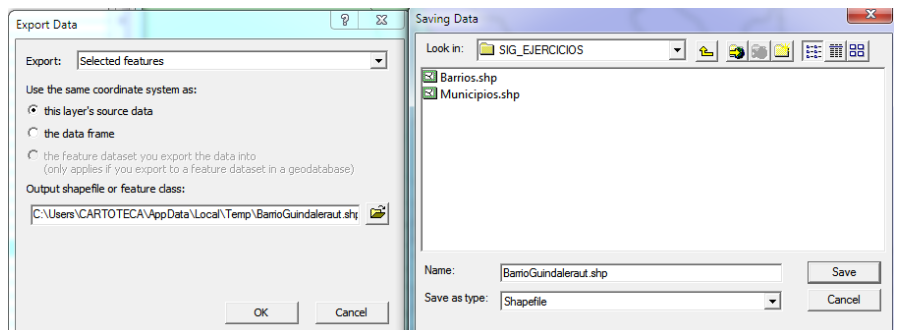 Export Data
Export: Selected features
Use the same coordinate system as:
this layer's source data
the data frame
the feature dataset you export the data into
(only applies if you export to a feature dataset in a geodatabase)
Output shapefile or feature class:
C:\Users\CARTOTECA\AppData\Local\Temp\BarrioGuindaleraut.shp
OK
Cancel
Saving Data
Look in: SIG_EJERCICIOS
Barrios.shp
Municipios.shp
Name: BarrioGuindaleraut.shp
Save
Save as type: Shapefile
Cancel